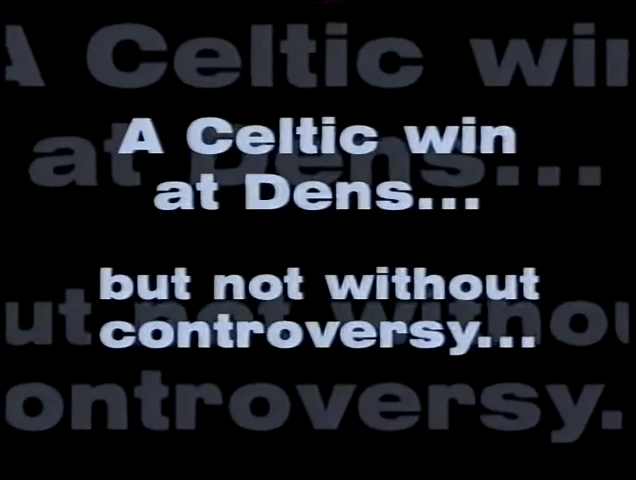 A Celtic win
at Dens...
but not without
controversy...